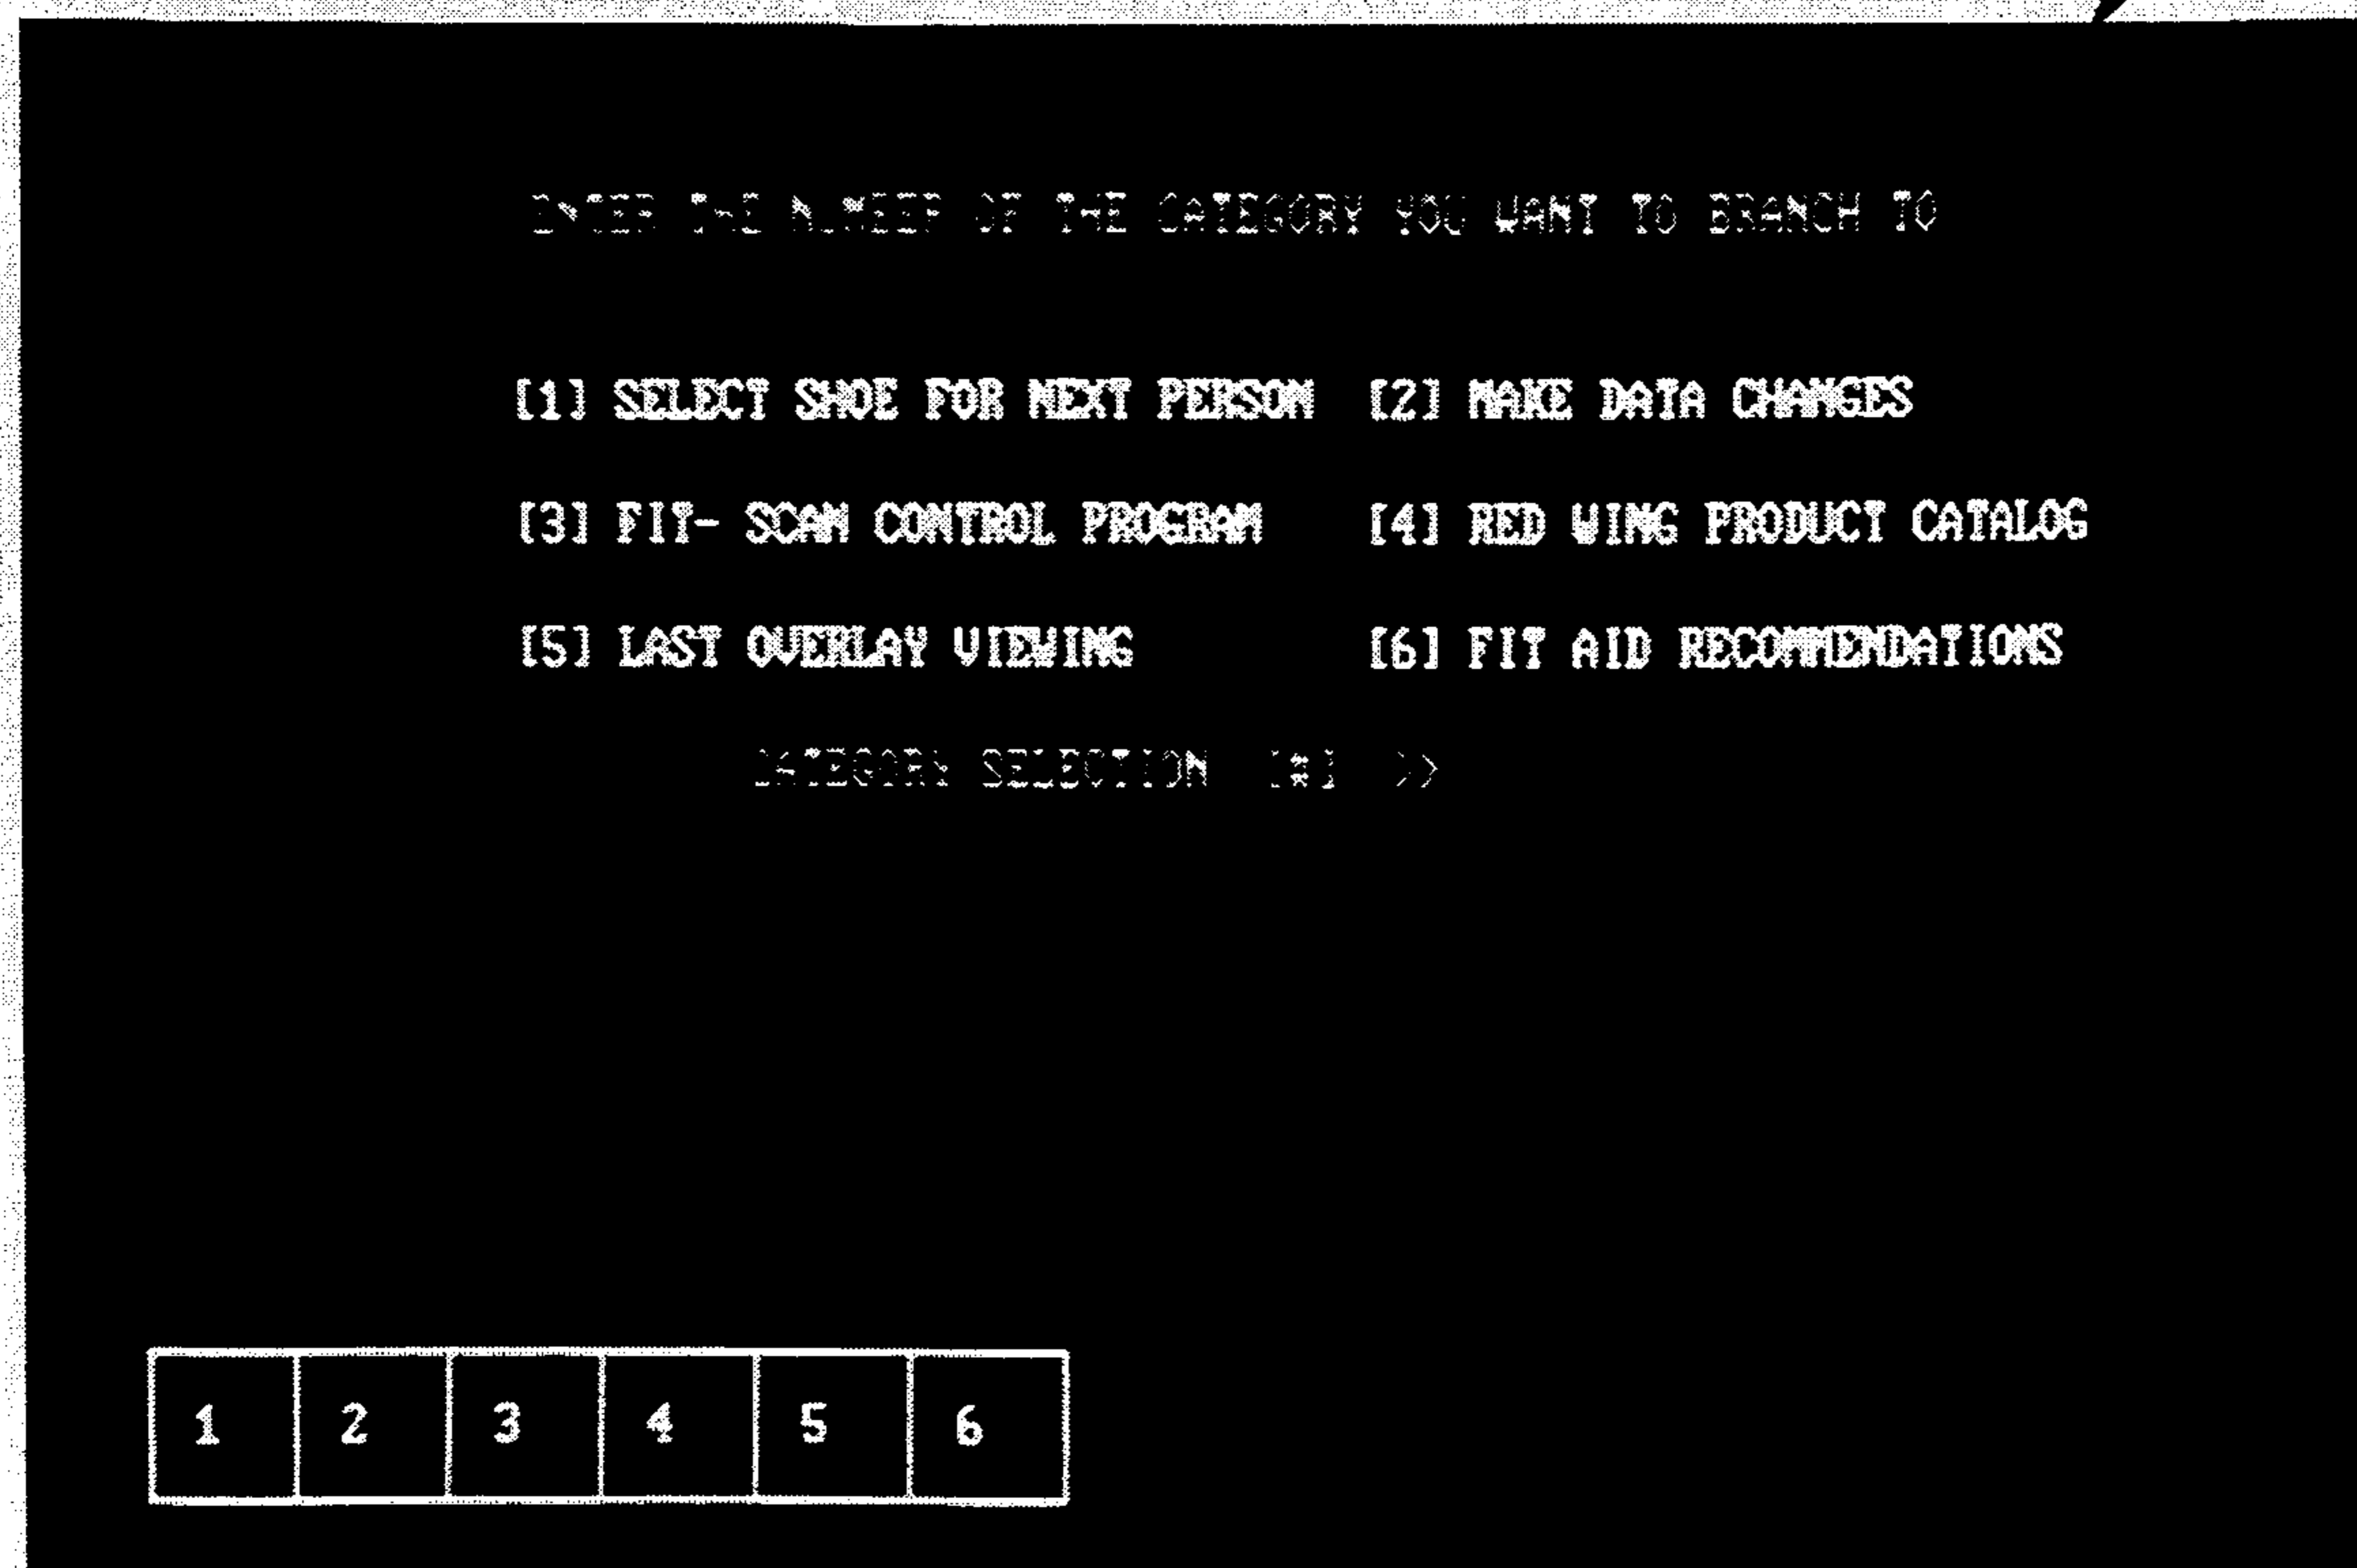 ENTER THE NUMBER OF THE CATEGORY YOU WANT TO BRANCH TO
[1] SELECT SHOE FOR NEXT PERSON [2] MAKE DATA CHANGES
[3] FIT- SCAN CONTROL PROGRAM [4] RED WING PRODUCT CATALOG
[5] LAST OVERLAY VIEWING [6] FIT AID RECOMMENDATIONS
CATEGORY SELECTION [#] >>
1 2 3 4 5 6